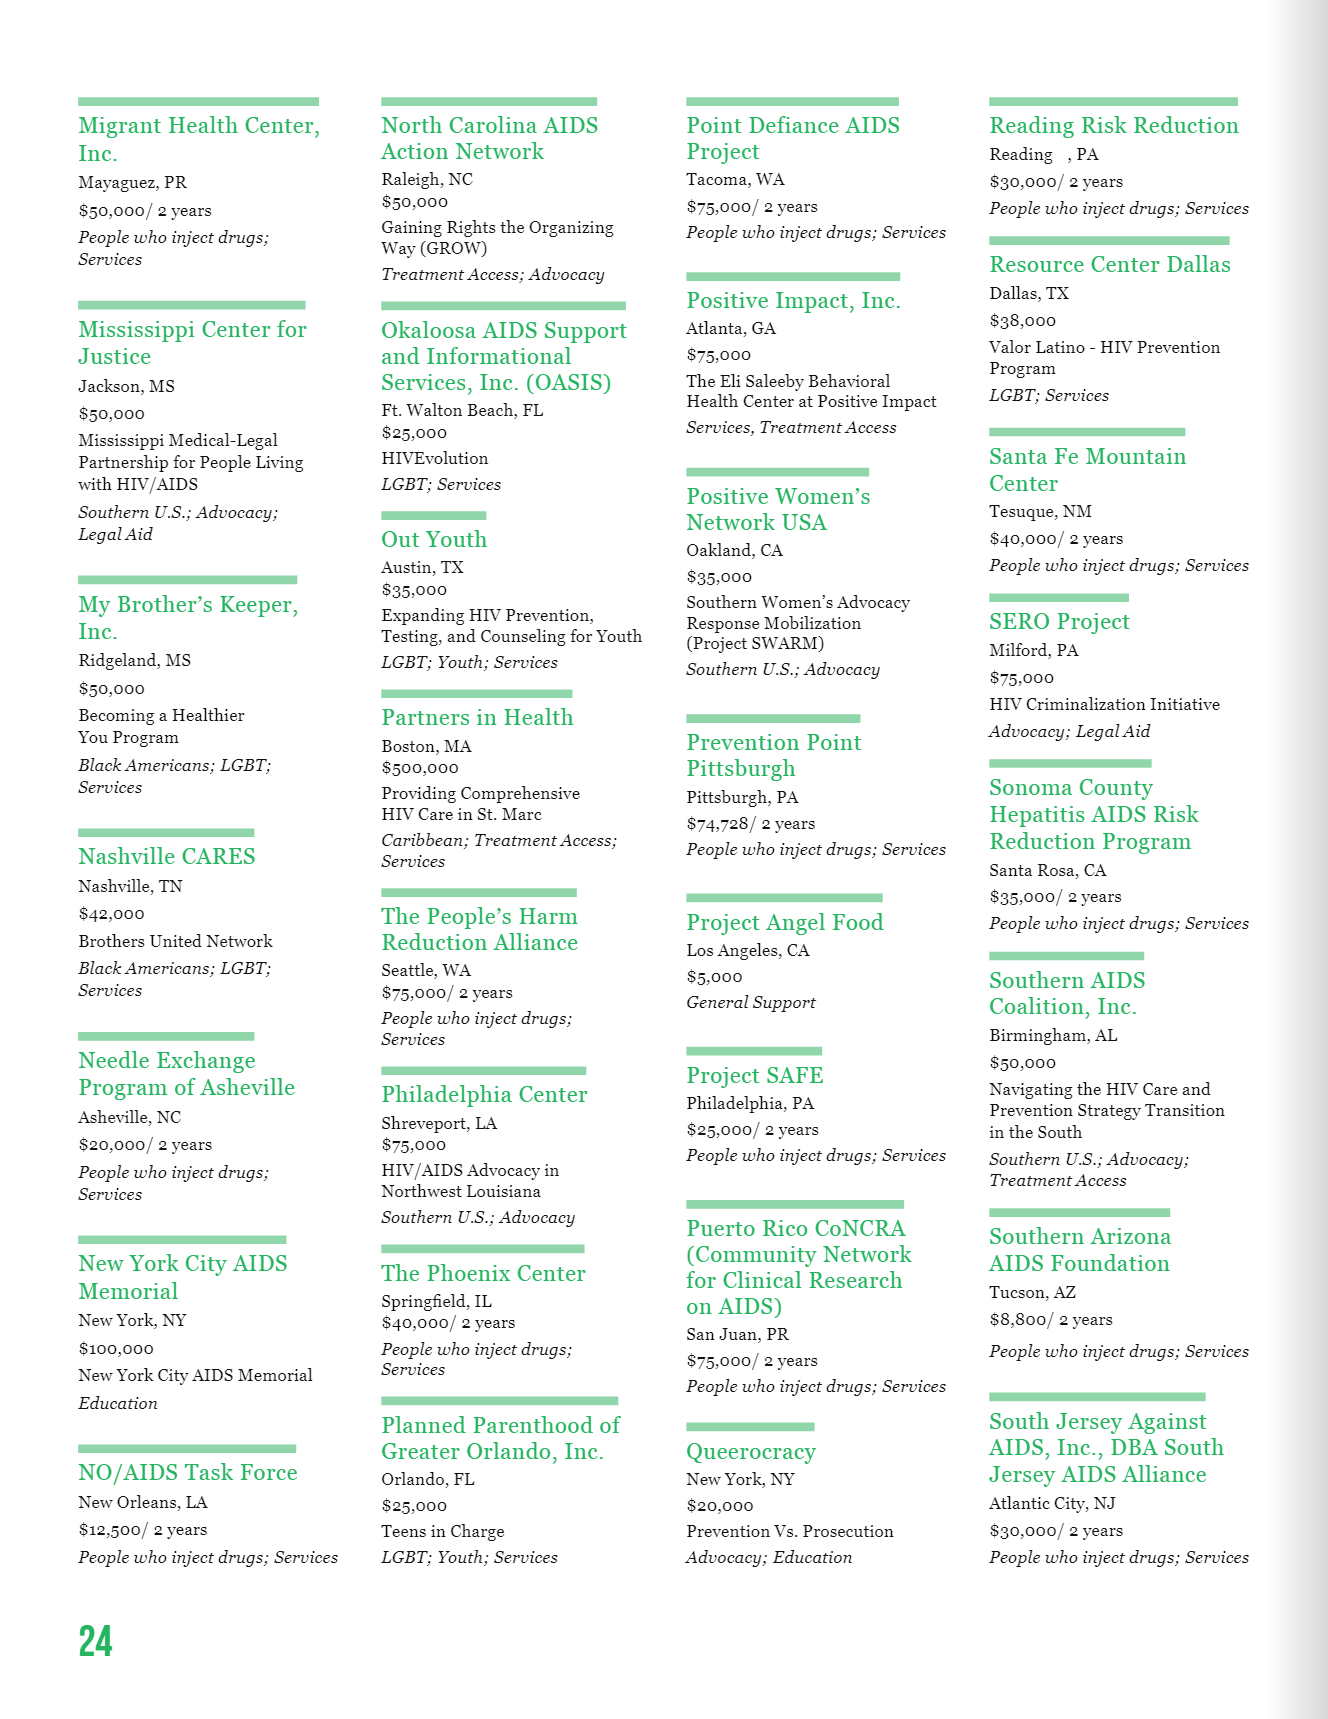 Migrant Health Center,
Inc.
Mayaguez, PR
$50,000/ 2 years
People who inject drugs;
Services
Mississippi Center for
Justice
Jackson, MS
$50,000
Mississippi Medical-Legal
Partnership for People Living
with HIV/AIDS
Southern U.S.; Advocacy;
Legal Aid
My Brother’s Keeper,
Inc.
Ridgeland, MS
$50,000
Becoming a Healthier
You Program
Black Americans; LGBT;
Services
Nashville CARES
Nashville, TN
$42,000
Brothers United Network
Black Americans; LGBT;
Services
Needle Exchange
Program of Asheville
Asheville, NC
$20,000/ 2 years
People who inject drugs;
Services
New York City AIDS
Memorial
New York, NY
$100,000
New York City AIDS Memorial
Education
NO/AIDS Task Force
New Orleans, LA
$12,500/ 2 years
People who inject drugs; Services
North Carolina AIDS
Action Network
Raleigh, NC
$50,000
Gaining Rights the Organizing
Way (GROW)
Treatment Access; Advocacy
Okaloosa AIDS Support
and Informational
Services, Inc. (OASIS)
Ft. Walton Beach, FL
$25,000
HIVEvolution
LGBT; Services
Out Youth
Austin, TX
$35,000
Expanding HIV Prevention,
Testing, and Counseling for Youth
LGBT; Youth; Services
Partners in Health
Boston, MA
$500,000
Providing Comprehensive
HIV Care in St. Marc
Caribbean; Treatment Access;
Services
The People’s Harm
Reduction Alliance
Seattle, WA
$75,000/ 2 years
People who inject drugs;
Services
Philadelphia Center
Shreveport, LA
$75,000
HIV/AIDS Advocacy in
Northwest Louisiana
Southern U.S.; Advocacy
The Phoenix Center
Springfield, IL
$40,000/ 2 years
People who inject drugs;
Services
Planned Parenthood of
Greater Orlando, Inc.
Orlando, FL
$25,000
Teens in Charge
LGBT; Youth; Services
Point Defiance AIDS
Project
Tacoma, WA
$75,000/ 2 years
People who inject drugs; Services
Positive Impact, Inc.
Atlanta, GA
$75,000
The Eli Saleeby Behavioral
Health Center at Positive Impact
Services, Treatment Access
Positive Women’s
Network USA
Oakland, CA
$35,000
Southern Women’s Advocacy
Response Mobilization
(Project SWARM)
Southern U.S.; Advocacy
Prevention Point
Pittsburgh
Pittsburgh, PA
$74,728/ 2 years
People who inject drugs; Services
Project Angel Food
Los Angeles, CA
$5,000
General Support
Project SAFE
Philadelphia, PA
$25,000/ 2 years
People who inject drugs; Services
Puerto Rico CoNCRA
(Community Network
for Clinical Research
on AIDS)
San Juan, PR
$75,000/ 2 years
People who inject drugs; Services
Queerocracy
New York, NY
$20,000
Prevention Vs. Prosecution
Advocacy; Education
Reading Risk Reduction
Reading , PA
$30,000/ 2 years
People who inject drugs; Services
Resource Center Dallas
Dallas, TX
$38,000
Valor Latino - HIV Prevention
Program
LGBT; Services
Santa Fe Mountain
Center
Tesuque, NM
$40,000/ 2 years
People who inject drugs; Services
SERO Project
Milford, PA
$75,000
HIV Criminalization Initiative
Advocacy; Legal Aid
Sonoma County
Hepatitis AIDS Risk
Reduction Program
Santa Rosa, CA
$35,000/ 2 years
People who inject drugs; Services
Southern AIDS
Coalition, Inc.
Birmingham, AL
$50,000
Navigating the HIV Care and
Prevention Strategy Transition
in the South
Southern U.S.; Advocacy;
Treatment Access
Southern Arizona
AIDS Foundation
Tucson, AZ
$8,800/ 2 years
People who inject drugs; Services
South Jersey Against
AIDS, Inc., DBA South
Jersey AIDS Alliance
Atlantic City, NJ
$30,000/ 2 years
People who inject drugs; Services
24